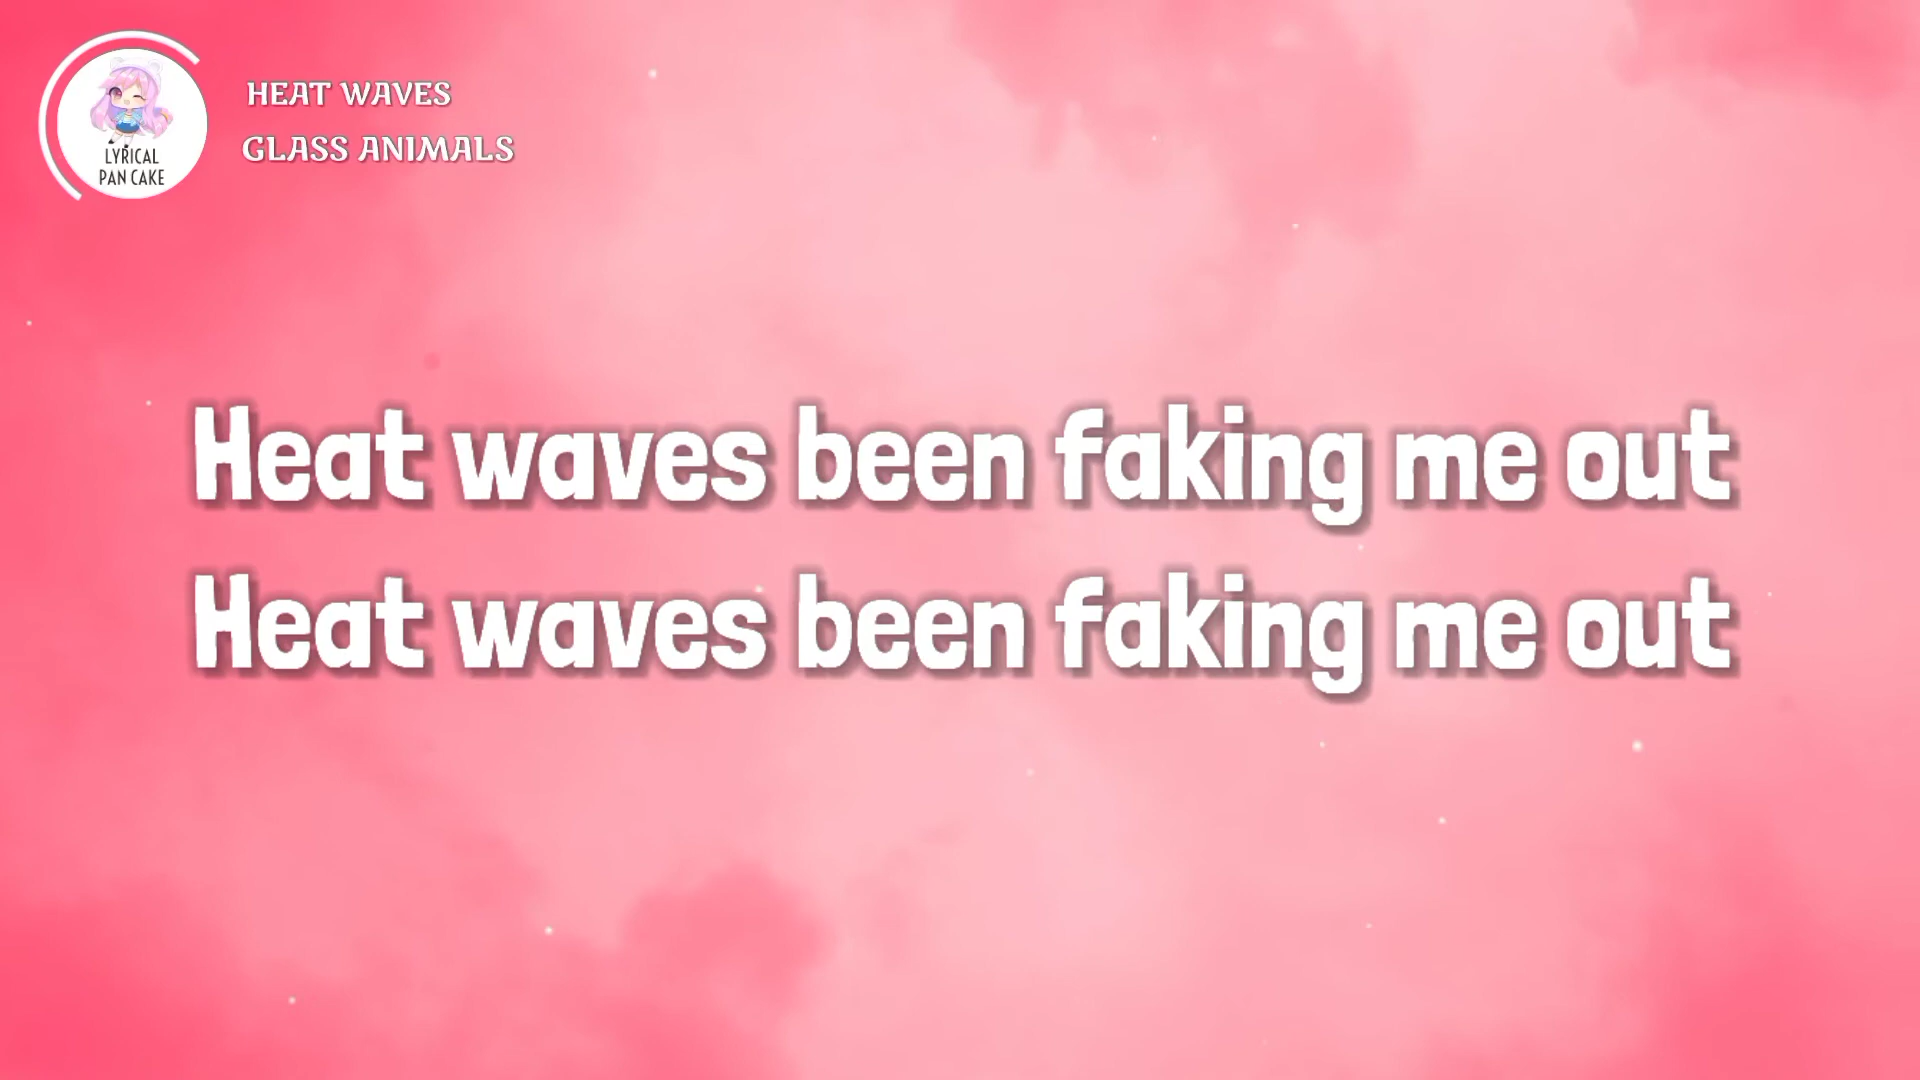 HEAT WAVES
GLASS ANIMALS
LYRICAL
PAN CAKE
Heat waves been faking me out
Heat waves been faking me out